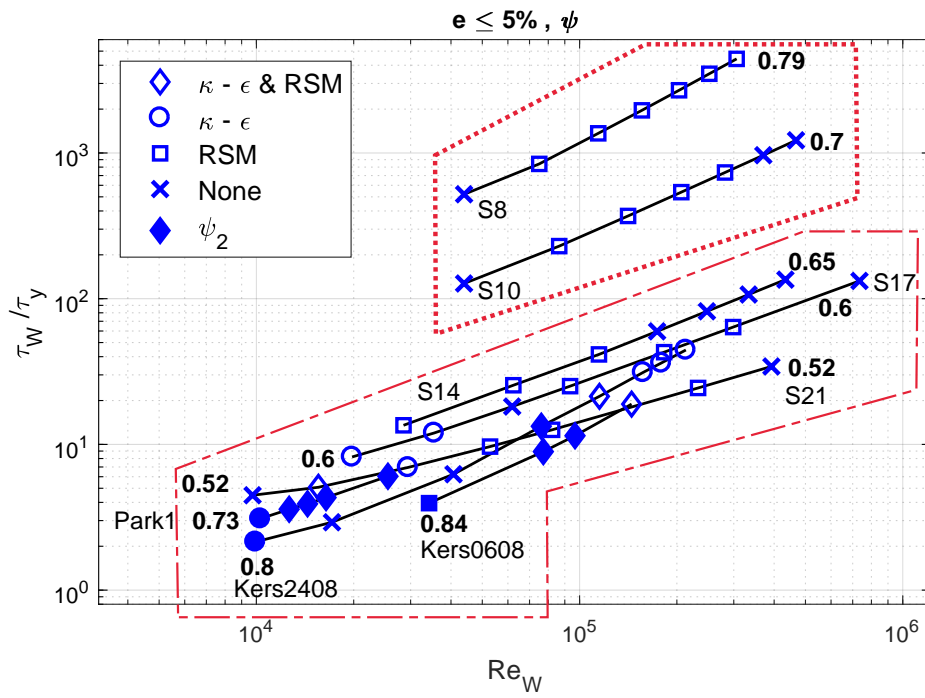 e ≤ 5% , ψ
κ - ϵ & RSM
κ - ϵ
RSM
None
ψ2
0.79
0.7
S8
S10
0.65
S17
0.6
S14
0.52
S21
0.6
0.52
Park1
0.73
0.84
Kers0608
0.8
Kers2408
10^3
10^2
10^1
10^0
τW/τy
10^4
10^5
10^6
ReW